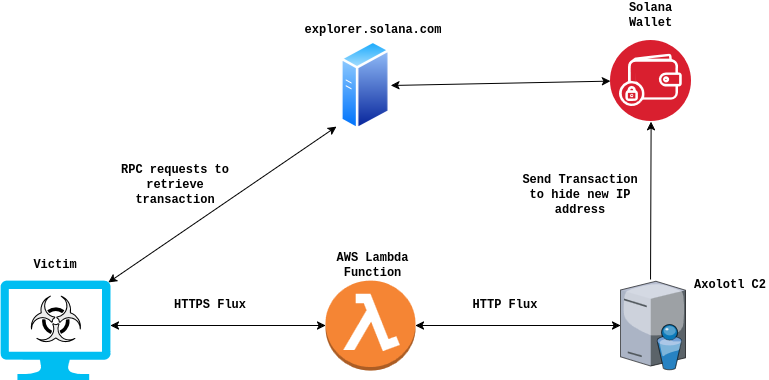 Solana
Wallet
explorer.solana.com
RPC requests to
retrieve
transaction
Send Transaction
to hide new IP
address
Victim
AWS Lambda
Function
Axolotl C2
HTTPS Flux
HTTP Flux